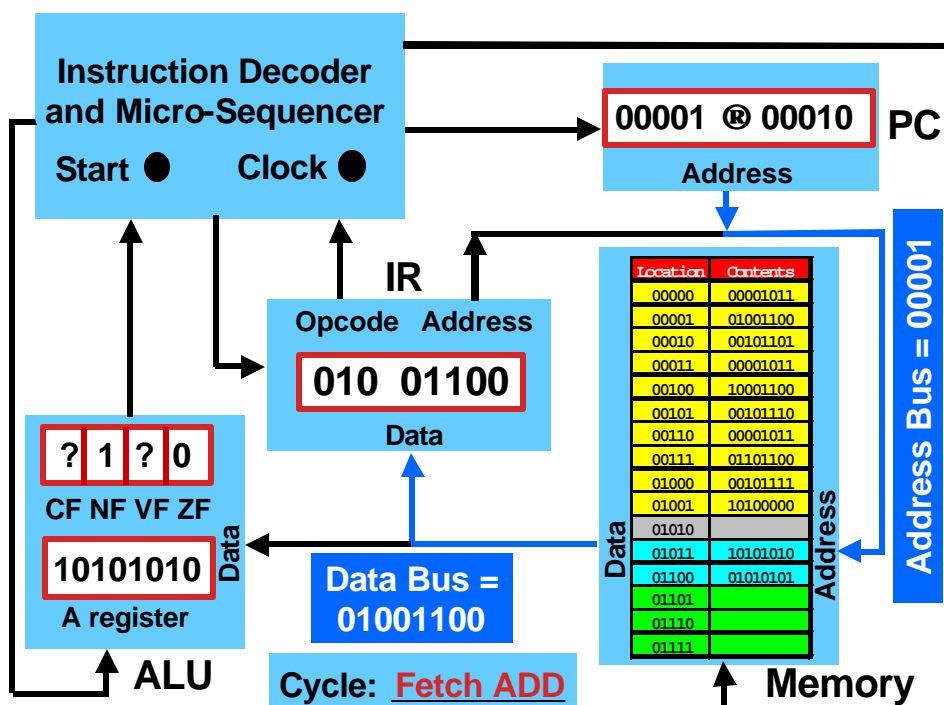 Instruction Decoder
and Micro-Sequencer
Start
Clock
00001 ® 00010
PC
Address
Address Bus = 00001
IR
Opcode Address
010 01100
Data
? 1 ? 0
CF NF VF ZF
10101010
A register
Data
ALU
Data Bus =
01001100
Cycle: Fetch ADD
Location Contents
00000 00001011
00001 01001100
00010 00101101
00011 00001011
00100 10001100
00101 00101110
00110 00001011
00111 01101100
01000 00101111
01001 10100000
01010
01011 10101010
01100 01010101
01101
01110
01111
Data
Address
Memory